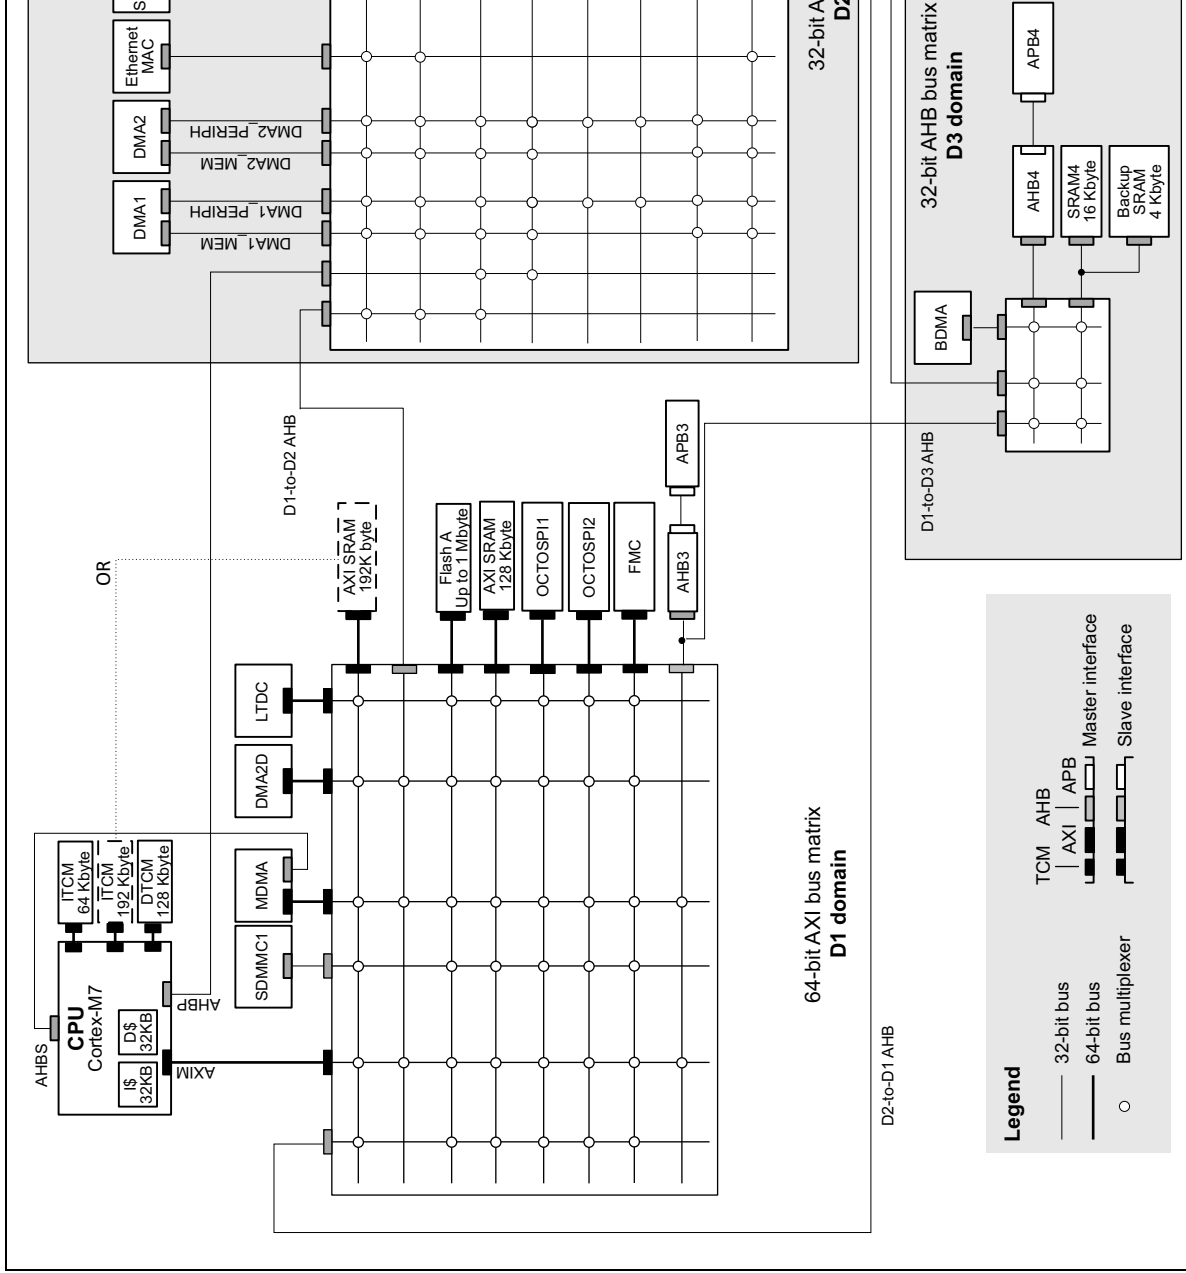 AHBS
CPU
Cortex-M7
I$
32KB
D$
32KB
ITCM
64 Kbyte
ITCM
192 Kbyte
DTCM
128 Kbyte
OR
AXIM
AHBP
SDMMC1
MDMA
DMA2D
LTDC
AXI SRAM
192K byte
D1-to-D2 AHB
Flash A
Up to 1 Mbyte
AXI SRAM
128 Kbyte
OCTOSPI1
OCTOSPI2
FMC
AHB3
APB3
64-bit AXI bus matrix
D1 domain
D2-to-D1 AHB
DMA1
DMA1_MEM
DMA1_PERIPH
DMA2
DMA2_MEM
DMA2_PERIPH
Ethernet
MAC
S
32-bit A
D2
D1-to-D3 AHB
BDMA
AHB4
APB4
SRAM4
16 Kbyte
Backup
SRAM
4 Kbyte
32-bit AHB bus matrix
D3 domain
Legend
32-bit bus
64-bit bus
Bus multiplexer
TCM AHB
AXI APB
Master interface
Slave interface